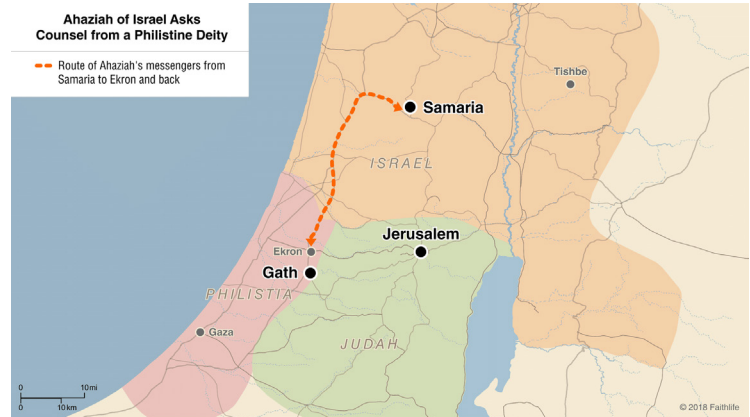 Ahaziah of Israel Asks
Counsel from a Philistine Deity
Route of Ahaziah's messengers from
Samaria to Ekron and back
Tishbe
Samaria
ISRAEL
Jerusalem
Ekron
Gath
PHILISTIA
Gaza
JUDAH
0 10 mi
0 10 km
© 2018 Faithlife